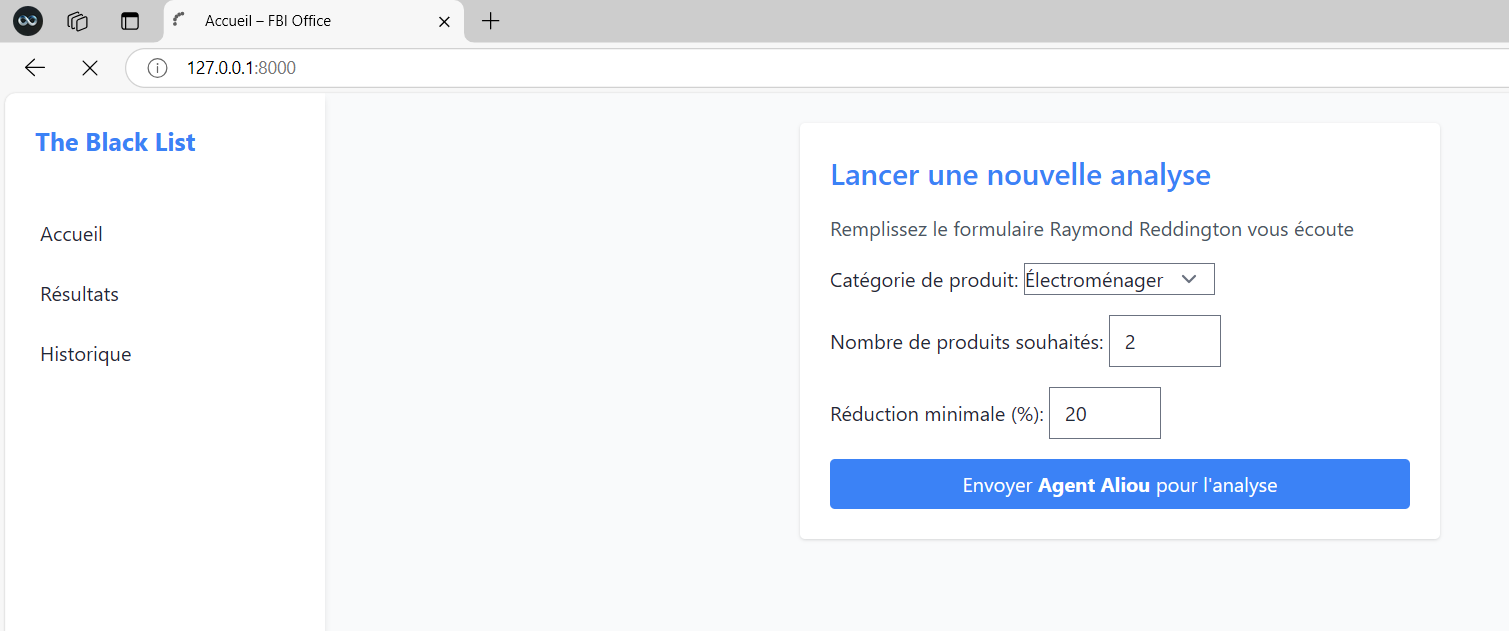 Accueil – FBI Office
127.0.0.1:8000
The Black List
Accueil
Résultats
Historique
Lancer une nouvelle analyse
Remplissez le formulaire Raymond Reddington vous écoute
Catégorie de produit: Électroménager
Nombre de produits souhaités: 2
Réduction minimale (%): 20
Envoyer Agent Aliou pour l'analyse